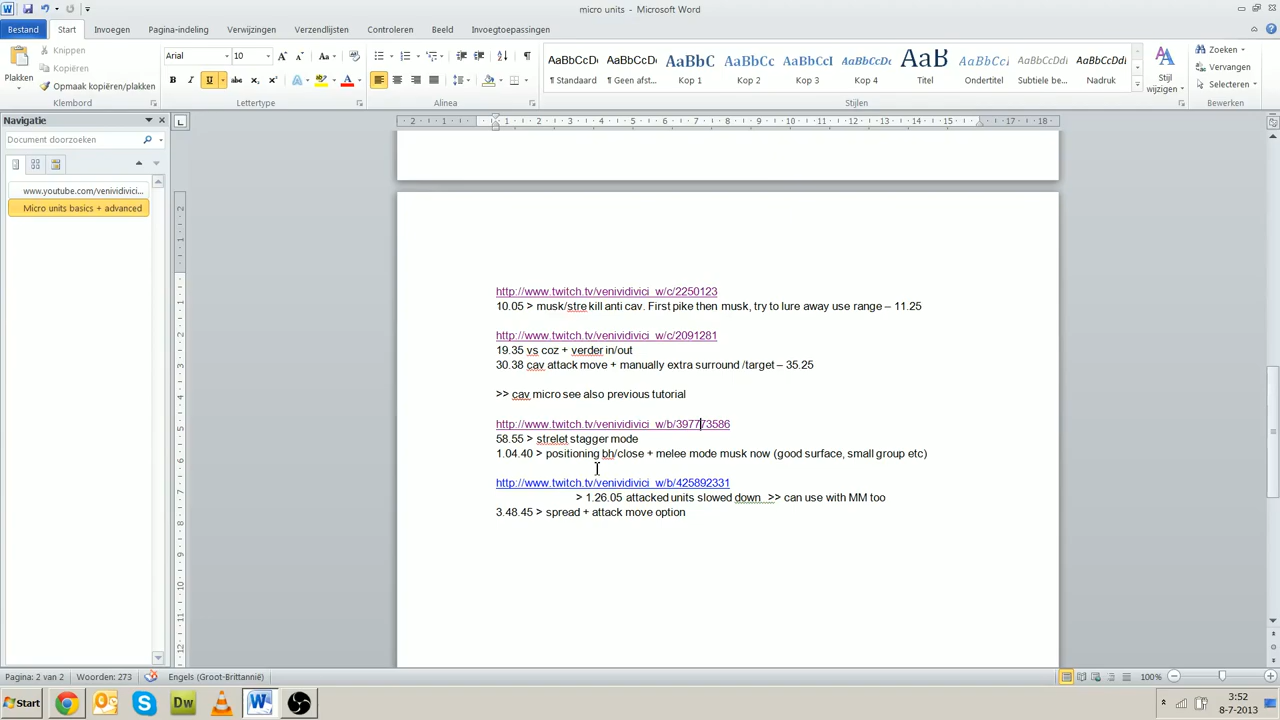 micro units - Microsoft Word
Bestand Start Invoegen Pagina-indeling Verwijzingen Verzendlijsten Controleren Beeld Invoegtoepassingen
Plakken
Knippen
Kopiëren
Opmaak kopiëren/plakken
Klembord
Arial 10
Lettertype
Alinea
AaBbCcDc AaBbCcDc AaBbC AaBbCc AaBbCcI AaBbCcDc AaB AaBbCcI AaBbCcDc AaBbCcDc
¶ Standaard ¶ Geen afst... Kop 1 Kop 2 Kop 3 Kop 4 Titel Ondertitel Subtiele be... Nadruk
Stijlen
Stijl wijzigen
Zoeken
Vervangen
Selecteren
Bewerken
Navigatie
Document doorzoeken
www.youtube.com/venividivici...
Micro units basics + advanced
http://www.twitch.tv/venividivici_w/c/2250123
10.05 > musk/stre kill anti cav. First pike then musk, try to lure away use range – 11.25
http://www.twitch.tv/venividivici_w/c/2091281
19.35 vs coz + verder in/out
30.38 cav attack move + manually extra surround /target – 35.25
>> cav micro see also previous tutorial
http://www.twitch.tv/venividivici_w/b/397773586
58.55 > strelet stagger mode
1.04.40 > positioning bh/close + melee mode musk now (good surface, small group etc)
http://www.twitch.tv/venividivici_w/b/425892331
> 1.26.05 attacked units slowed down >> can use with MM too
3.48.45 > spread + attack move option
Pagina: 2 van 2 Woorden: 273 Engels (Groot-Brittannië) 100%
Start
3:52
8-7-2013